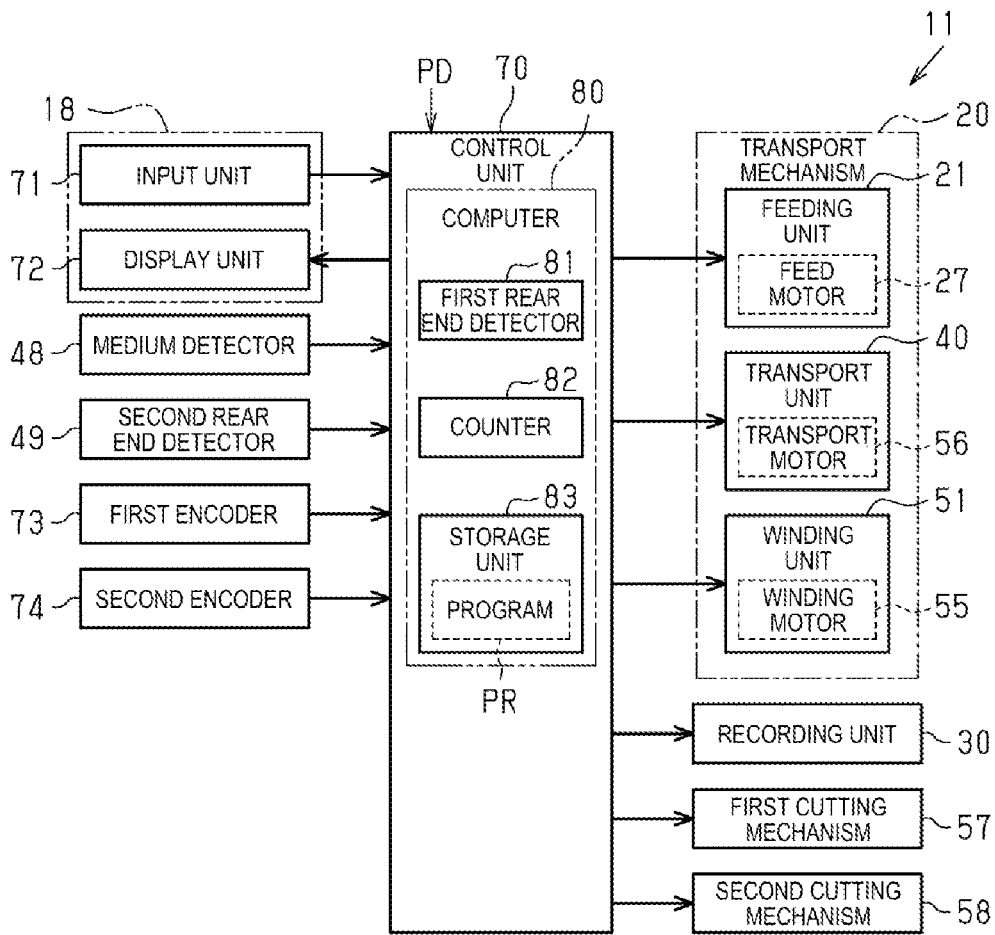 11
PD
70
80
18
20
CONTROL
UNIT
TRANSPORT
MECHANISM
71
INPUT UNIT
21
COMPUTER
FEEDING
UNIT
72
DISPLAY UNIT
81
FEED
MOTOR
27
FIRST REAR
END DETECTOR
48
MEDIUM DETECTOR
40
82
TRANSPORT
UNIT
49
SECOND REAR
END DETECTOR
COUNTER
TRANSPORT
MOTOR
56
83
51
73
FIRST ENCODER
STORAGE
UNIT
WINDING
UNIT
74
SECOND ENCODER
PROGRAM
WINDING
MOTOR
55
PR
RECORDING UNIT
30
FIRST CUTTING
MECHANISM
57
SECOND CUTTING
MECHANISM
58